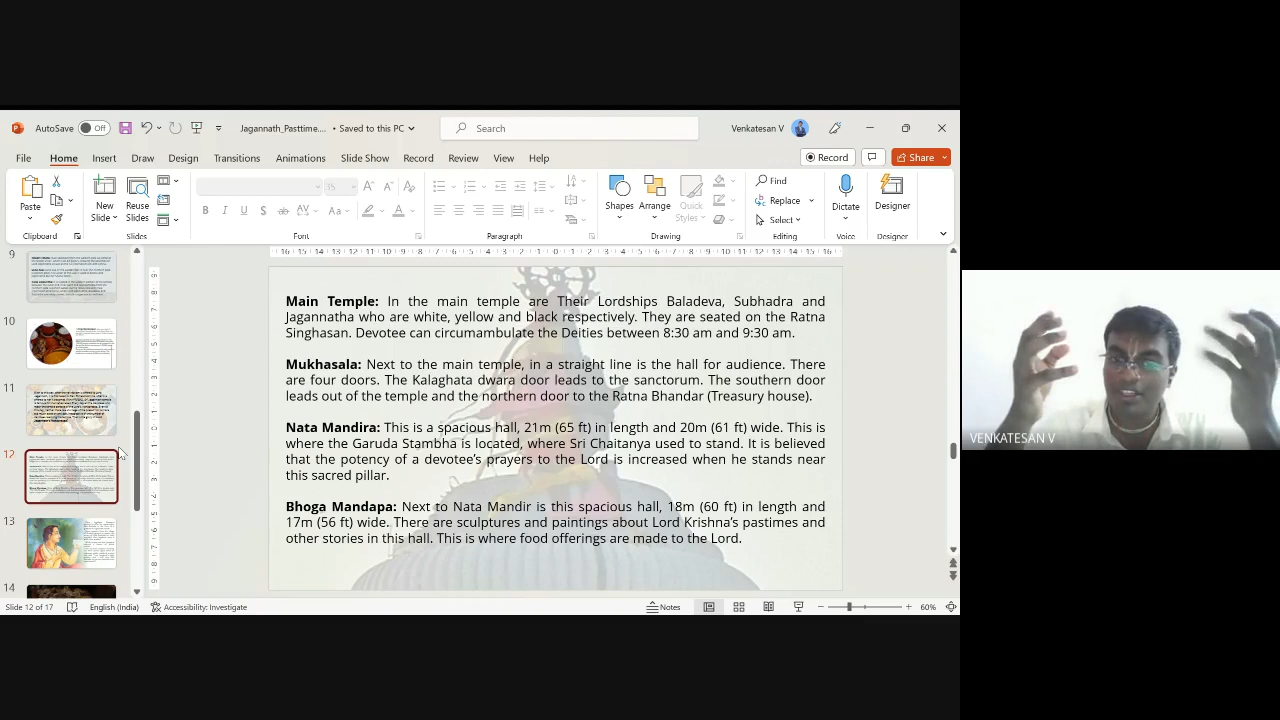 AutoSave Off Jagannath_Pasttime.... • Saved to this PC Search Venkatesan V
File Home Insert Draw Design Transitions Animations Slide Show Record Review View Help Record Share
Paste New Slide Reuse Slides 15 Shapes Arrange Quick Styles Find Replace Select Dictate Designer
Clipboard Slides Font Paragraph Drawing Editing Voice Designer
9
10
11
12
13
14
Main Temple: In the main temple are Their Lordships Baladeva, Subhadra and
Jagannatha who are white, yellow and black respectively. They are seated on the Ratna
Singhasan. Devotee can circumambulate the Deities between 8:30 am and 9:30 am.
Mukhasala: Next to the main temple, in a straight line is the hall for audience. There
are four doors. The Kalaghata dwara door leads to the sanctorum. The southern door
leads out of the temple and the northern door to the Ratna Bhandar (Treasure house).
Nata Mandira: This is a spacious hall, 21m (65 ft) in length and 20m (61 ft) wide. This is
where the Garuda Stambha is located, where Sri Chaitanya used to stand. It is believed
that the efficacy of a devotee's prayers to the Lord is increased when he prays near
this sacred pillar.
Bhoga Mandapa: Next to Nata Mandir is this spacious hall, 18m (60 ft) in length and
17m (56 ft) wide. There are sculptures and paintings about Lord Krishna's pastime and
other stories in this hall. This is where food offerings are made to the Lord.
Slide 12 of 17 English (India) Accessibility: Investigate Notes 60%
VENKATESAN V